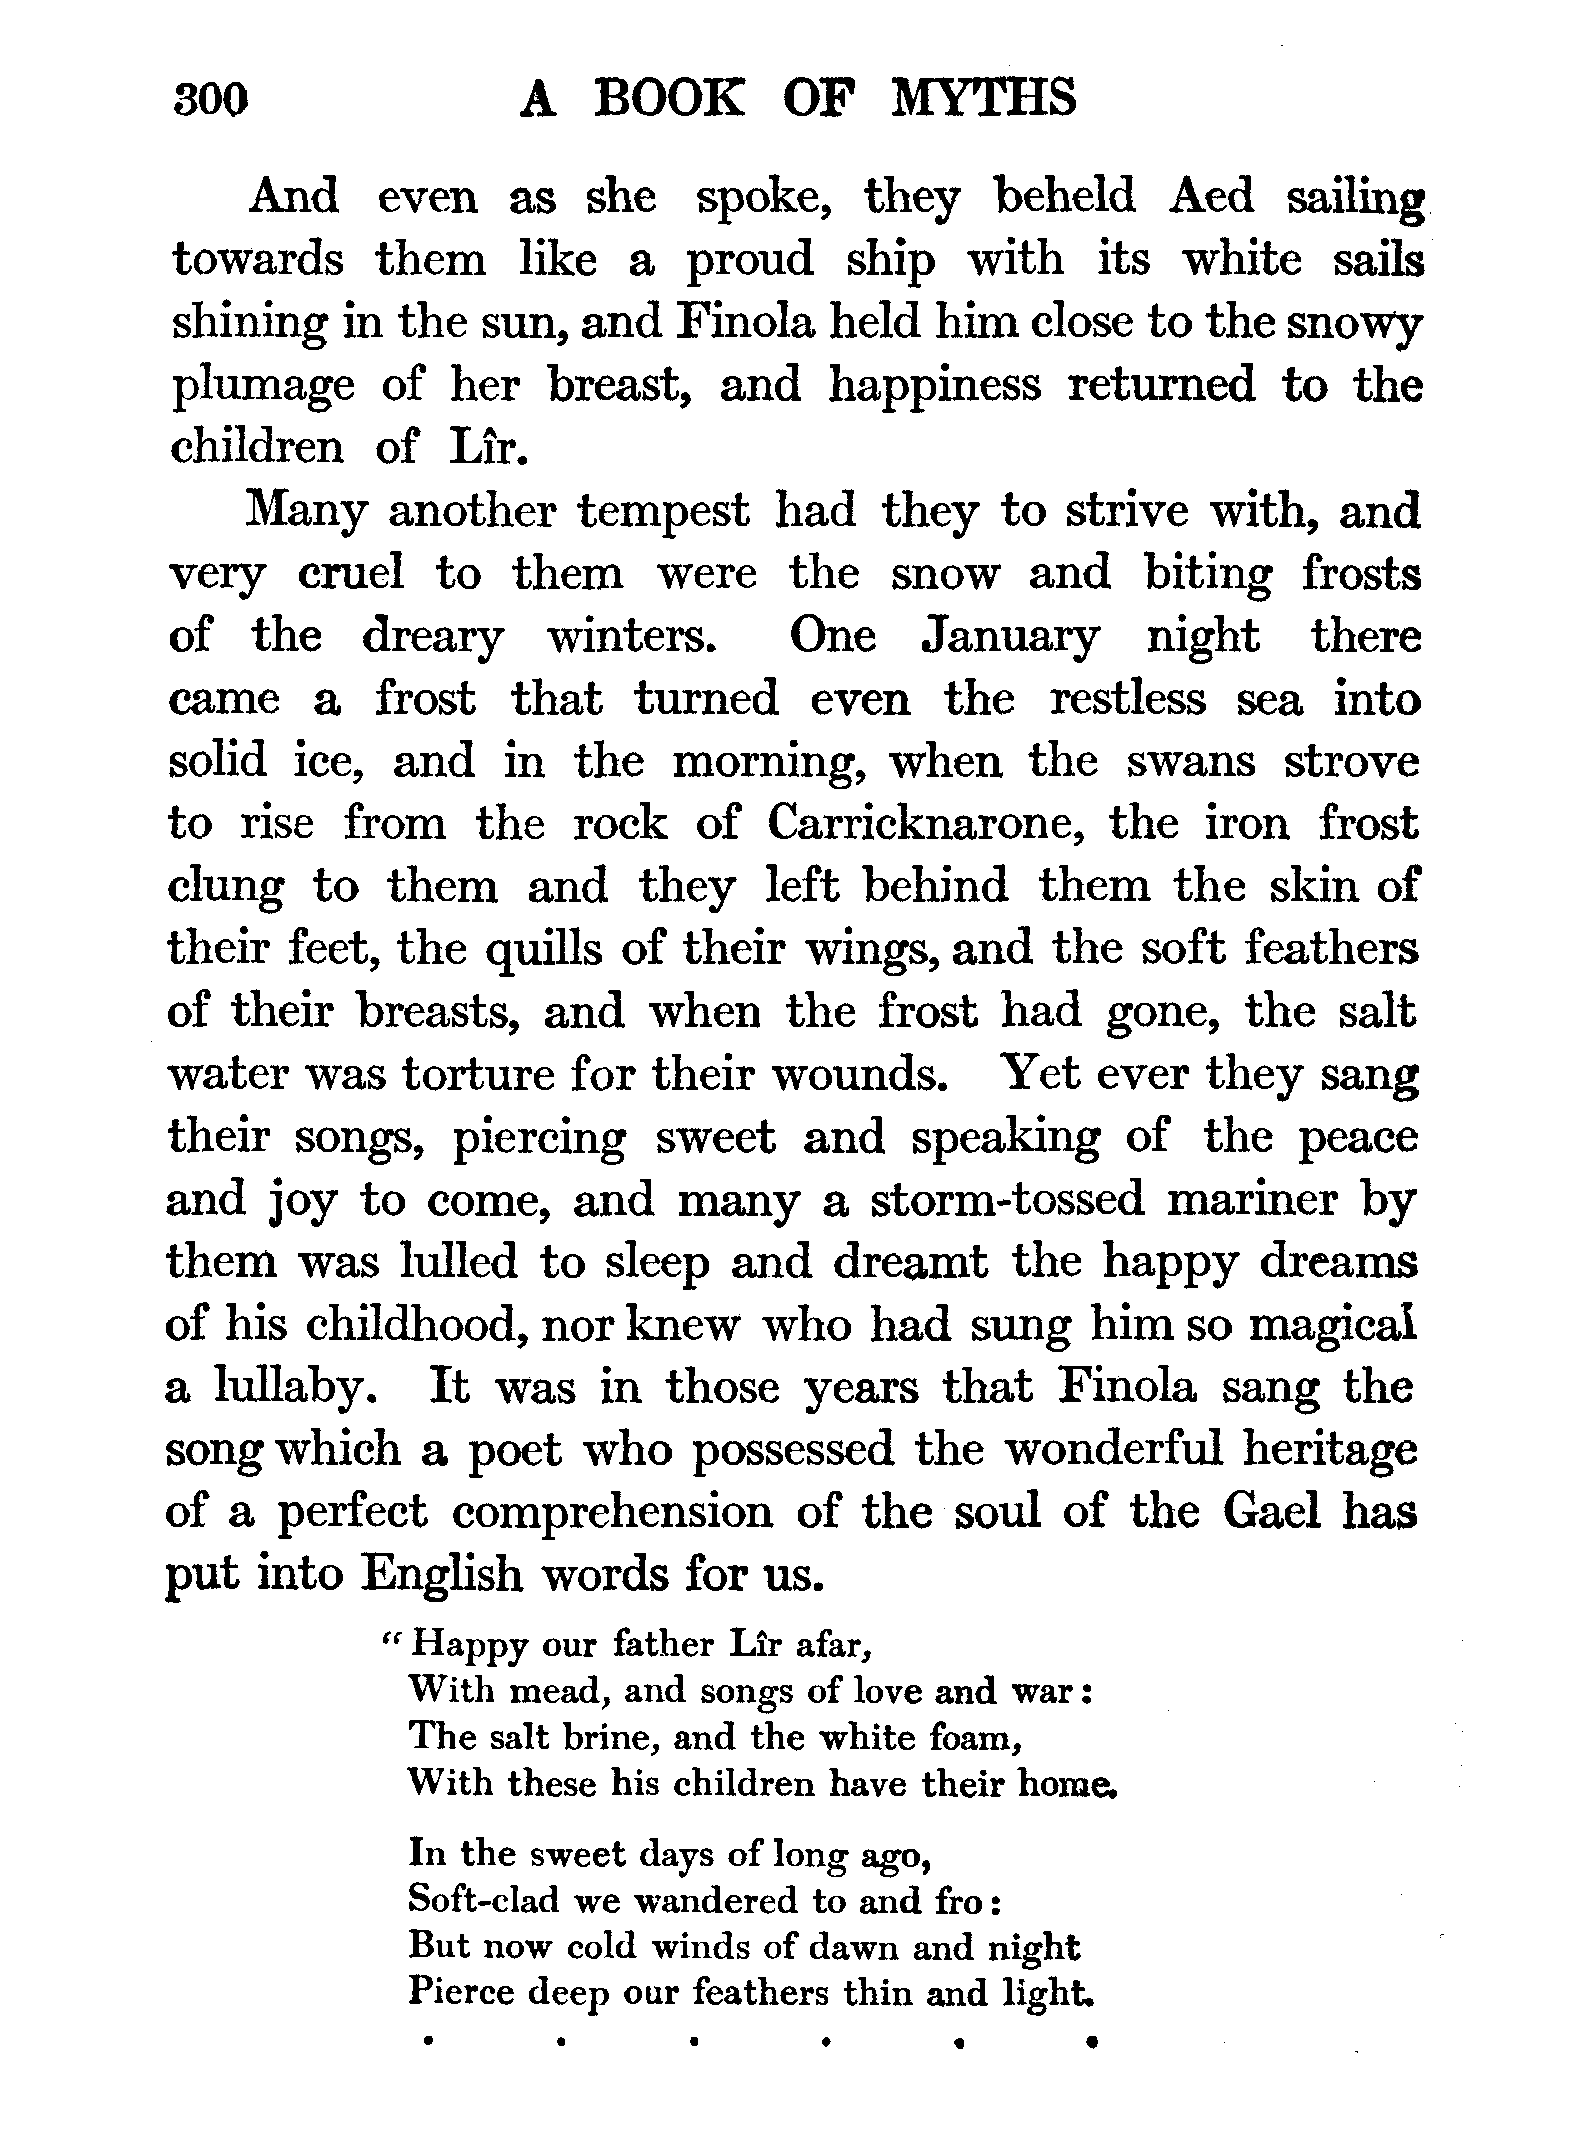 300 A BOOK OF MYTHS
And even as she spoke, they beheld Aed sailing
towards them like a proud ship with its white sails
shining in the sun, and Finola held him close to the snowy
plumage of her breast, and happiness returned to the
children of Lîr.
Many another tempest had they to strive with, and
very cruel to them were the snow and biting frosts
of the dreary winters. One January night there
came a frost that turned even the restless sea into
solid ice, and in the morning, when the swans strove
to rise from the rock of Carricknarone, the iron frost
clung to them and they left behind them the skin of
their feet, the quills of their wings, and the soft feathers
of their breasts, and when the frost had gone, the salt
water was torture for their wounds. Yet ever they sang
their songs, piercing sweet and speaking of the peace
and joy to come, and many a storm-tossed mariner by
them was lulled to sleep and dreamt the happy dreams
of his childhood, nor knew who had sung him so magical
a lullaby. It was in those years that Finola sang the
song which a poet who possessed the wonderful heritage
of a perfect comprehension of the soul of the Gael has
put into English words for us.
“ Happy our father Lîr afar,
With mead, and songs of love and war :
The salt brine, and the white foam,
With these his children have their home.
In the sweet days of long ago,
Soft-clad we wandered to and fro :
But now cold winds of dawn and night
Pierce deep our feathers thin and light.
. . . . . .